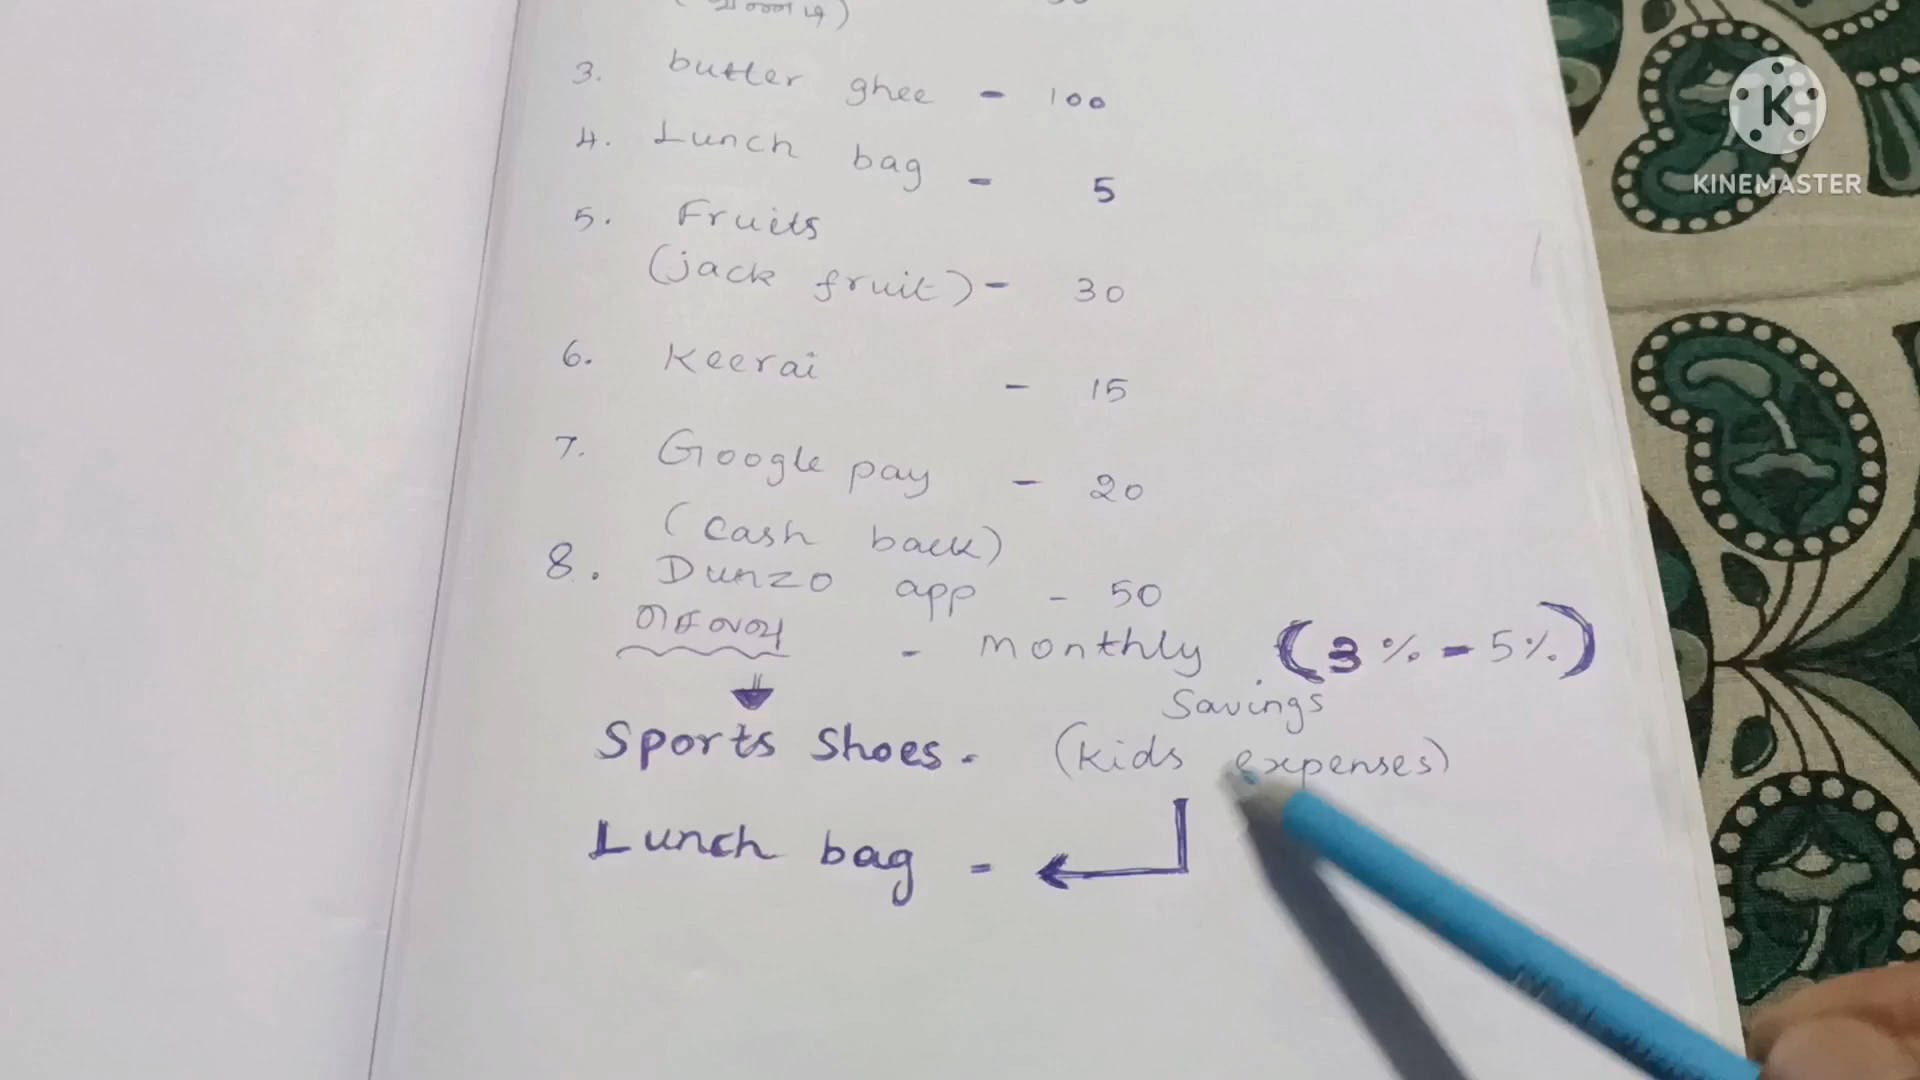 3. butter ghee - 100
4. Lunch bag - 5
5. Fruits
(jack fruit) - 30
6. Keerai - 15
7. Google pay - 20
(cash back)
8. Dunzo app - 50
செலவு - monthly (3% - 5%)
Savings
Sports Shoes - (kids expenses)
Lunch bag -
K
KINEMASTER